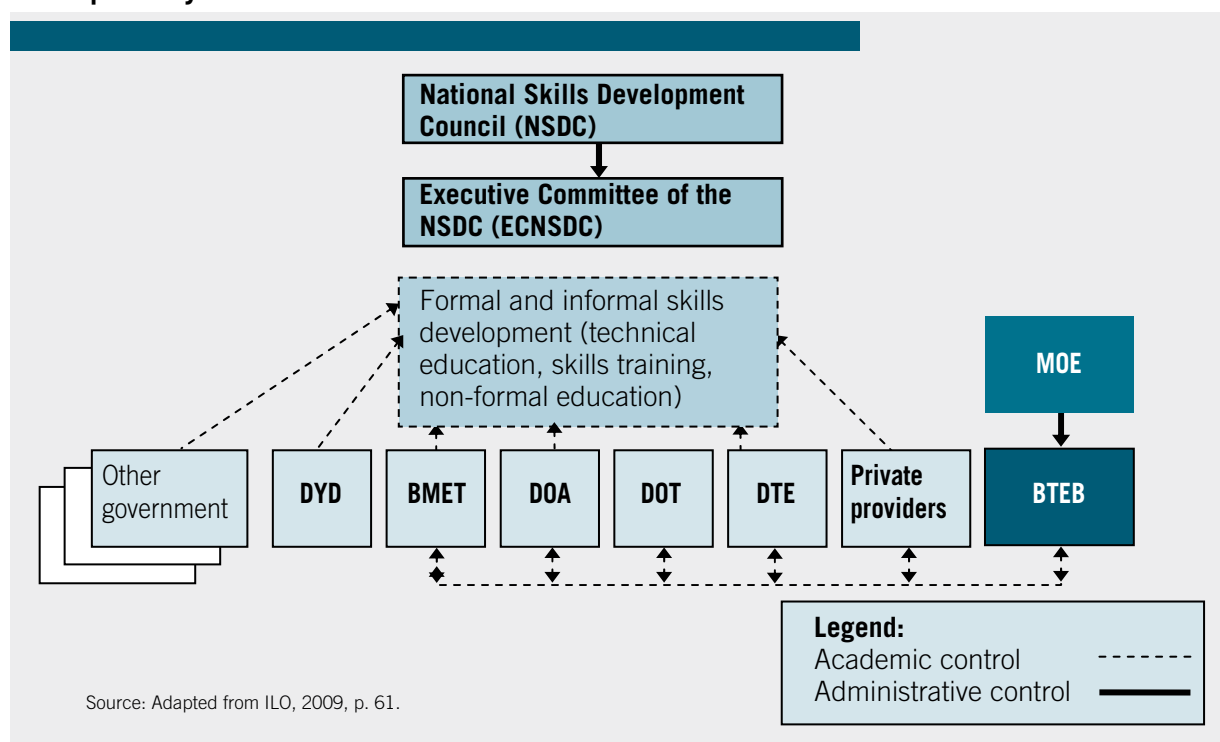 National Skills Development
Council (NSDC)
Executive Committee of the
NSDC (ECNSDC)
Formal and informal skills
development (technical
education, skills training,
non-formal education)
MOE
Other
government
DYD
BMET
DOA
DOT
DTE
Private
providers
BTEB
Legend:
Academic control
Administrative control
Source: Adapted from ILO, 2009, p. 61.